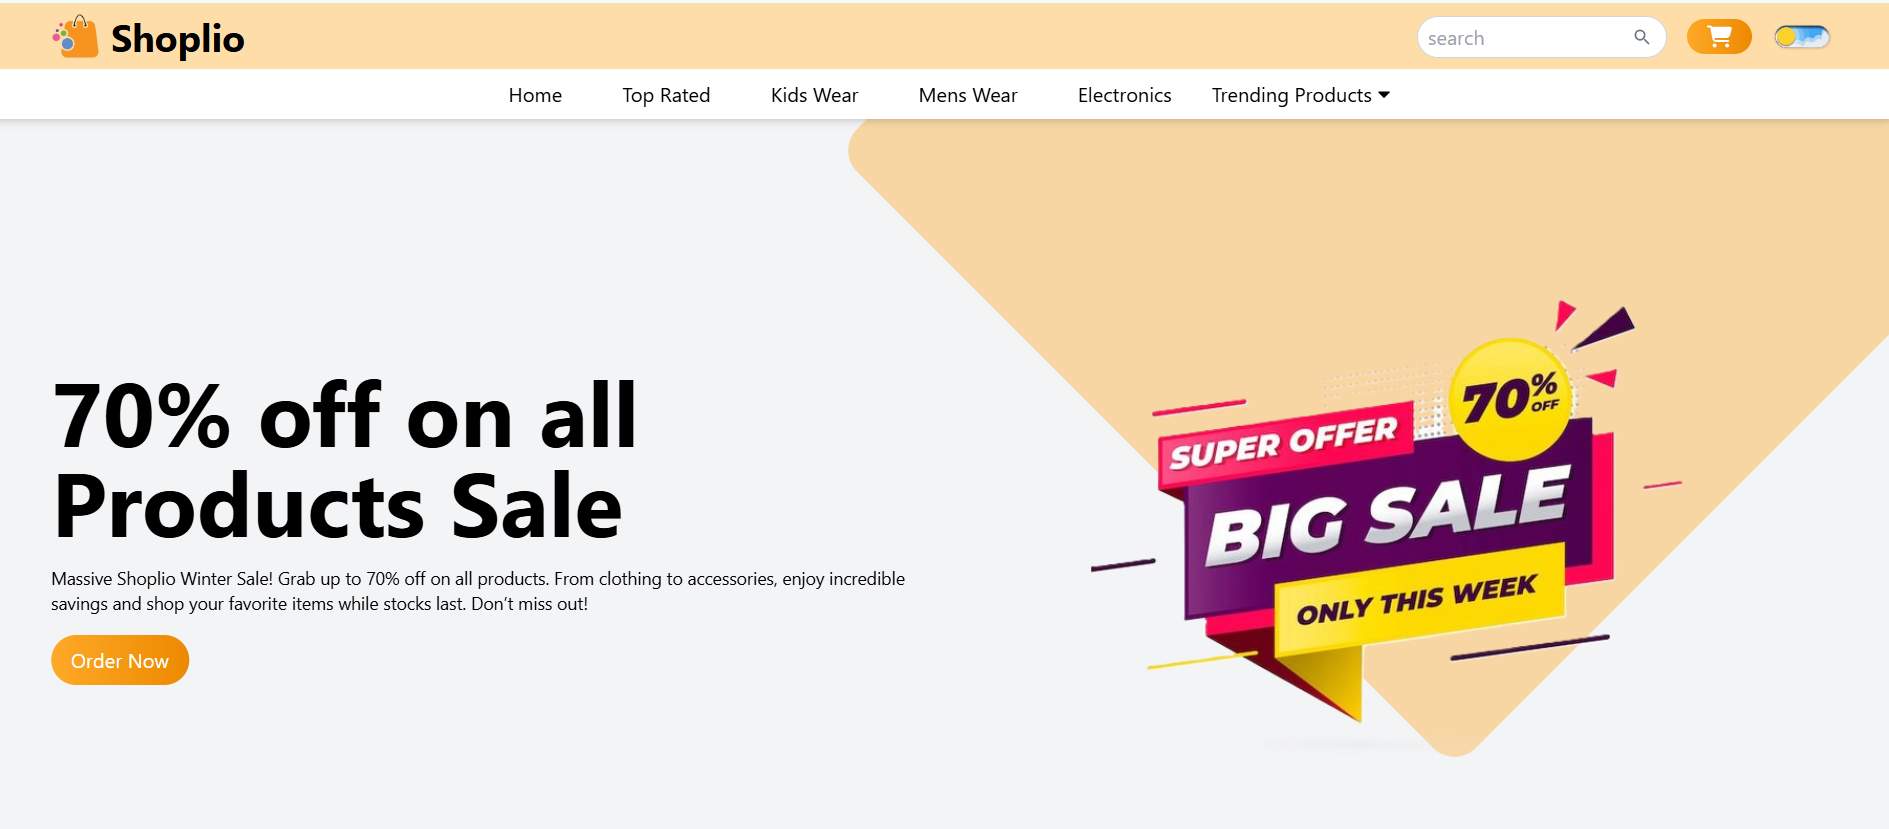 Shoplio
search
Home
Top Rated
Kids Wear
Mens Wear
Electronics
Trending Products
70% off on all
Products Sale
Massive Shoplio Winter Sale! Grab up to 70% off on all products. From clothing to accessories, enjoy incredible
savings and shop your favorite items while stocks last. Don’t miss out!
Order Now
70%
OFF
SUPER OFFER
BIG SALE
ONLY THIS WEEK